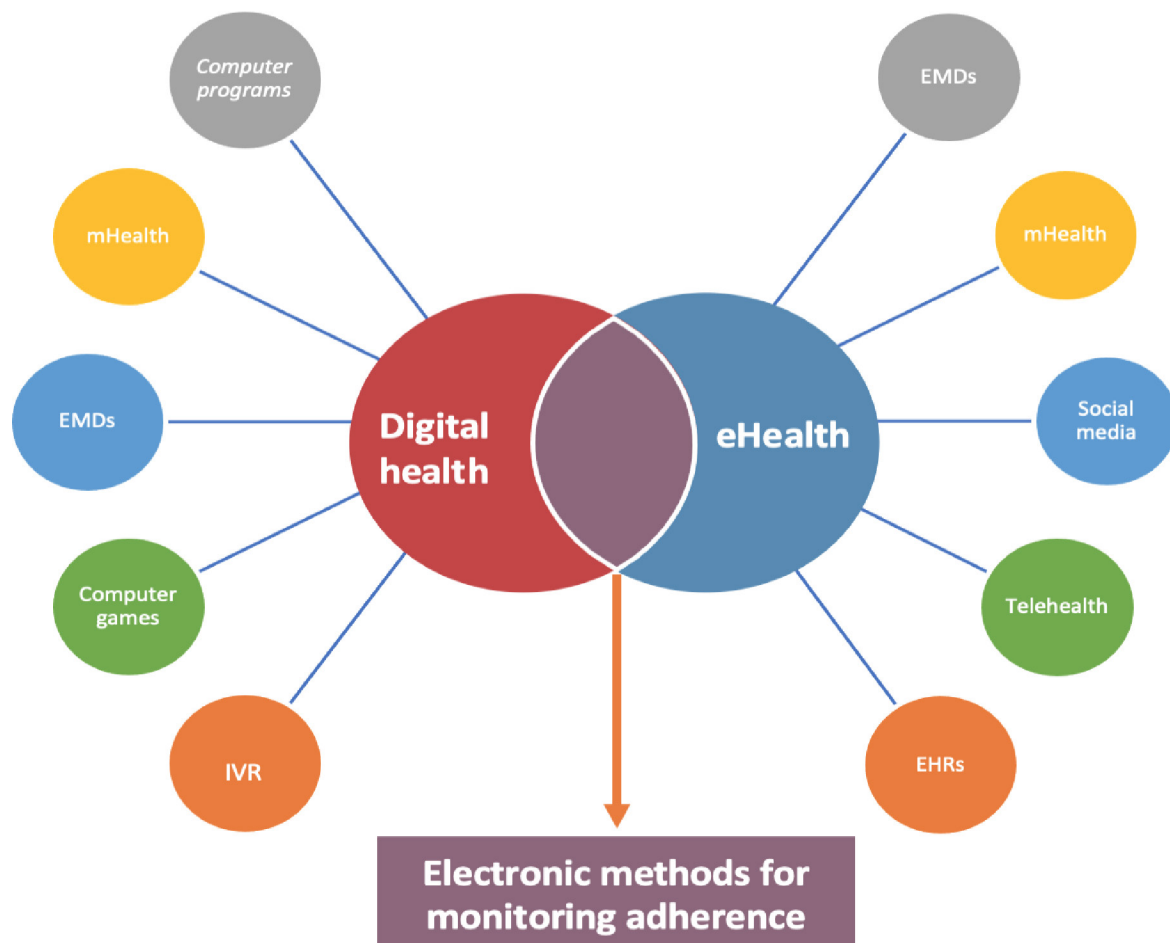 Computer
programs
EMDs
mHealth
mHealth
EMDs
Digital
health
eHealth
Social
media
Computer
games
Telehealth
IVR
EHRs
Electronic methods for
monitoring adherence